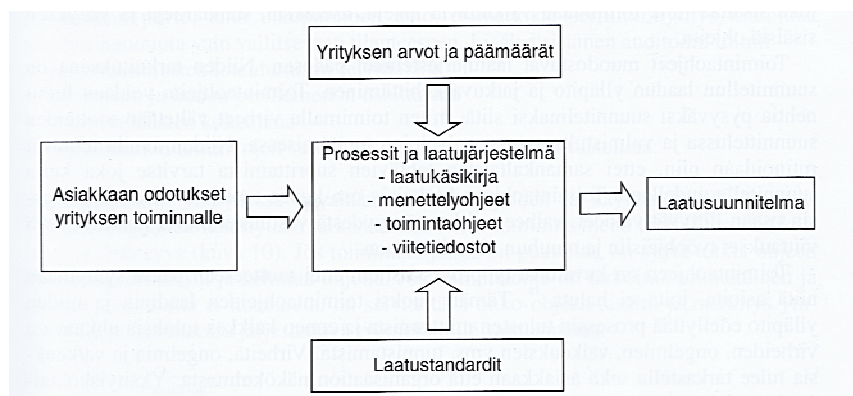 Yrityksen arvot ja päämäärät
Prosessit ja laatujärjestelmä
- laatukäsikirja
- menettelyohjeet
- toimintaohjeet
- viitetiedostot
Asiakkaan odotukset
yrityksen toiminnalle
Laatusuunnitelma
Laatustandardit